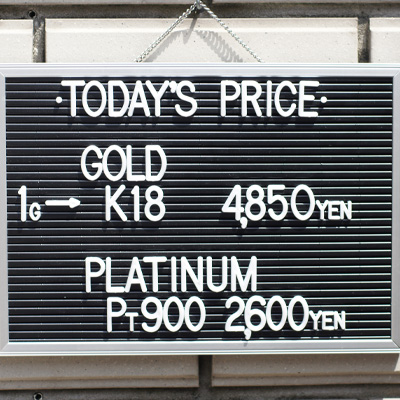 ·TODAY'S PRICE·
GOLD
1G→ K18 4,850YEN
PLATINUM
PT900 2,600YEN